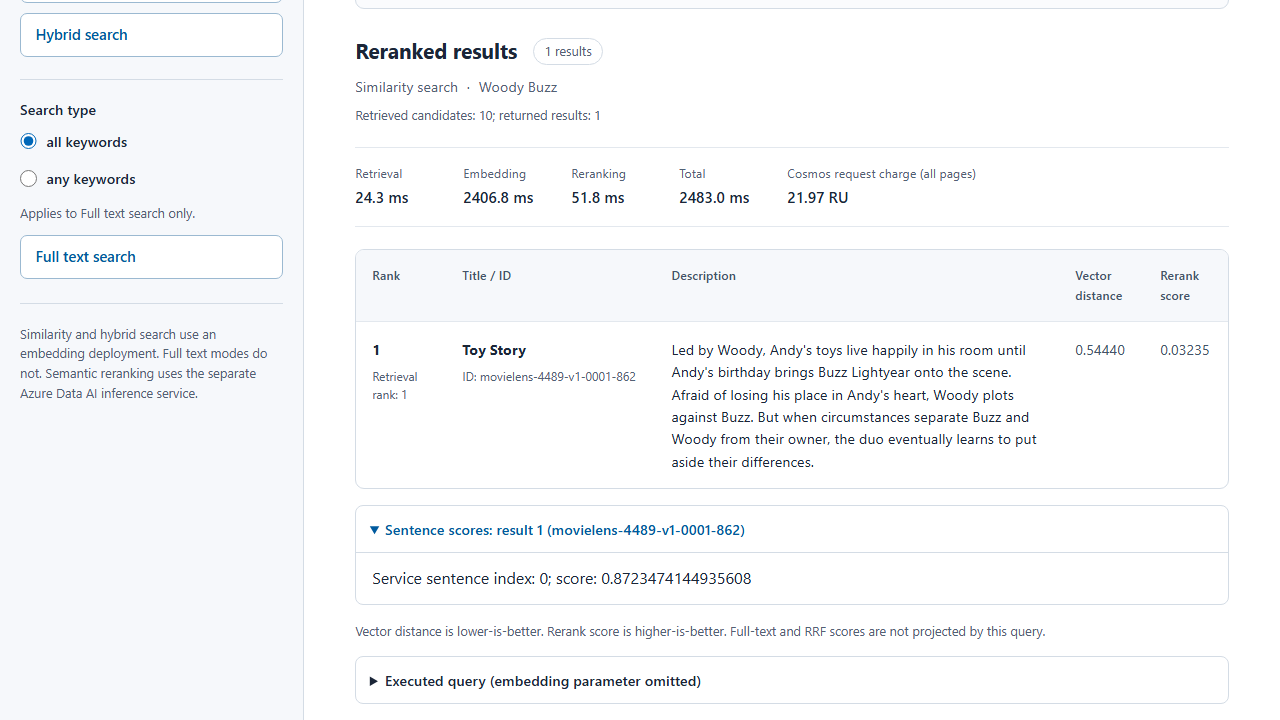 Hybrid search
Search type
all keywords
any keywords
Applies to Full text search only.
Full text search
Similarity and hybrid search use an
embedding deployment. Full text modes do
not. Semantic reranking uses the separate
Azure Data AI inference service.
Reranked results
1 results
Similarity search · Woody Buzz
Retrieved candidates: 10; returned results: 1
Retrieval
24.3 ms
Embedding
2406.8 ms
Reranking
51.8 ms
Total
2483.0 ms
Cosmos request charge (all pages)
21.97 RU
Rank
Title / ID
Description
Vector
distance
Rerank
score
1
Retrieval
rank: 1
Toy Story
ID: movielens-4489-v1-0001-862
Led by Woody, Andy's toys live happily in his room until
Andy's birthday brings Buzz Lightyear onto the scene.
Afraid of losing his place in Andy's heart, Woody plots
against Buzz. But when circumstances separate Buzz and
Woody from their owner, the duo eventually learns to put
aside their differences.
0.54440
0.03235
Sentence scores: result 1 (movielens-4489-v1-0001-862)
Service sentence index: 0; score: 0.8723474144935608
Vector distance is lower-is-better. Rerank score is higher-is-better. Full-text and RRF scores are not projected by this query.
Executed query (embedding parameter omitted)